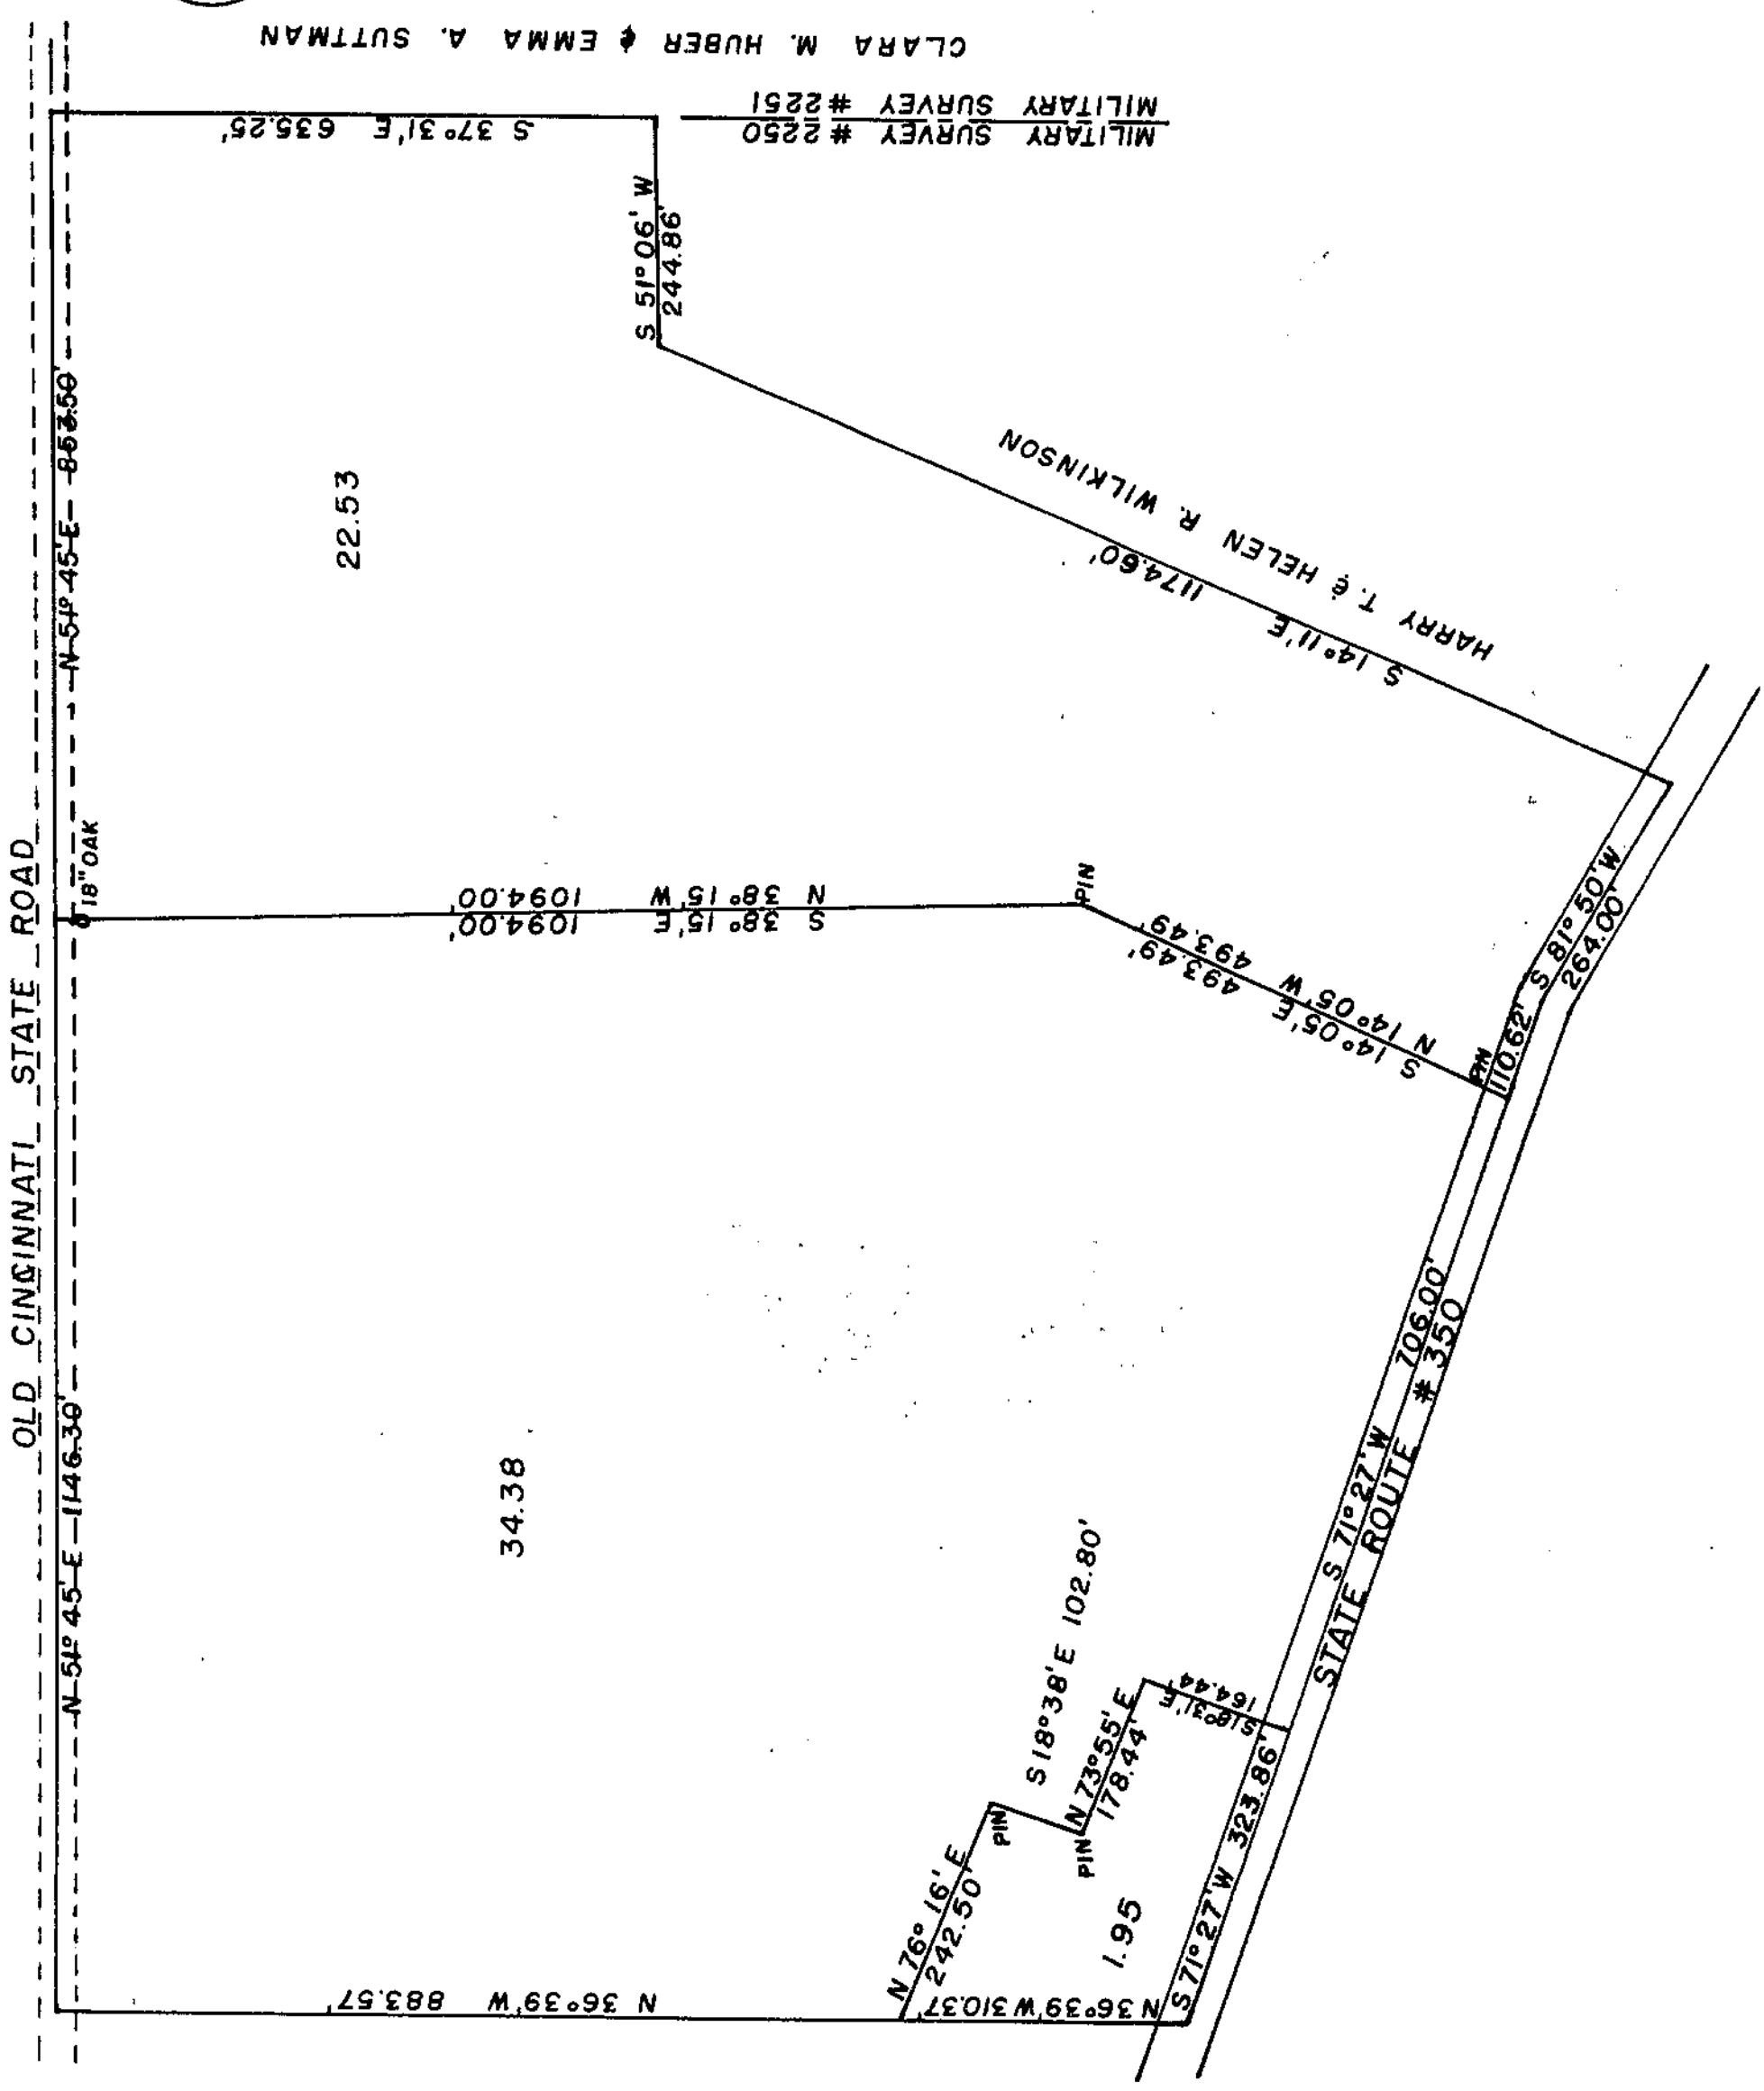 OLD CINCINNATI STATE ROAD
CLARA M. HUBER & EMMA A. SUTTMAN
MILITARY SURVEY #2251
MILITARY SURVEY #2250
S 37° 31' E 635.25'
N 51° 45' E 853.50'
18" OAK
22.53
S 51° 06' W
244.86'
HARRY T. & HELEN R. WILKINSON
S 14° 11' E 1174.60'
N 38° 15' W 1094.00'
S 38° 15' E 1094.00'
PIN
N 14° 05' W 493.49'
S 14° 05' E 493.49'
PIN
110.62'
S 81° 50' W
264.00'
N 51° 45' E 1146.30'
34.38
S 71° 27' W 706.00'
STATE ROUTE # 350
S 18° 38' E 102.80'
S 18° 31' E
164.44'
N 73° 55' E
178.44'
PIN
PIN
N 76° 16' E
242.50'
1.95
S 71° 27' W 323.86'
N 36° 39' W 883.57'
N 36° 39' W 310.37'